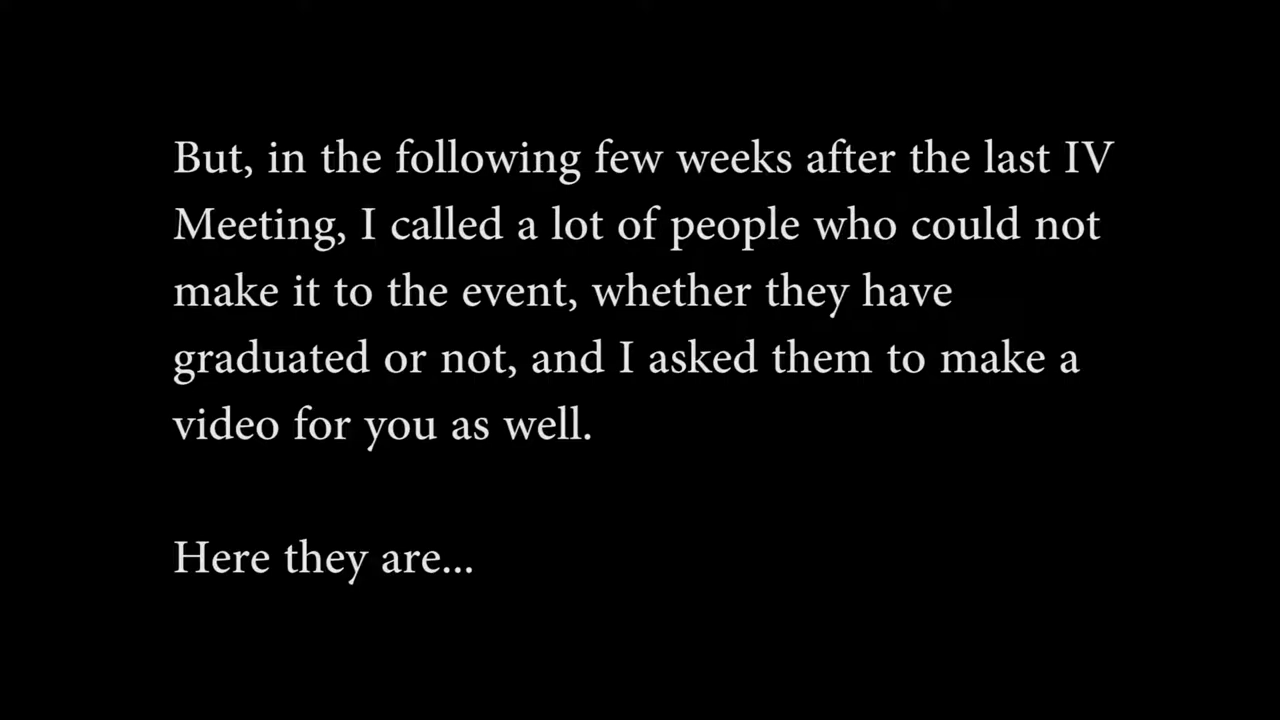 But, in the following few weeks after the last IV
Meeting, I called a lot of people who could not
make it to the event, whether they have
graduated or not, and I asked them to make a
video for you as well.
Here they are...